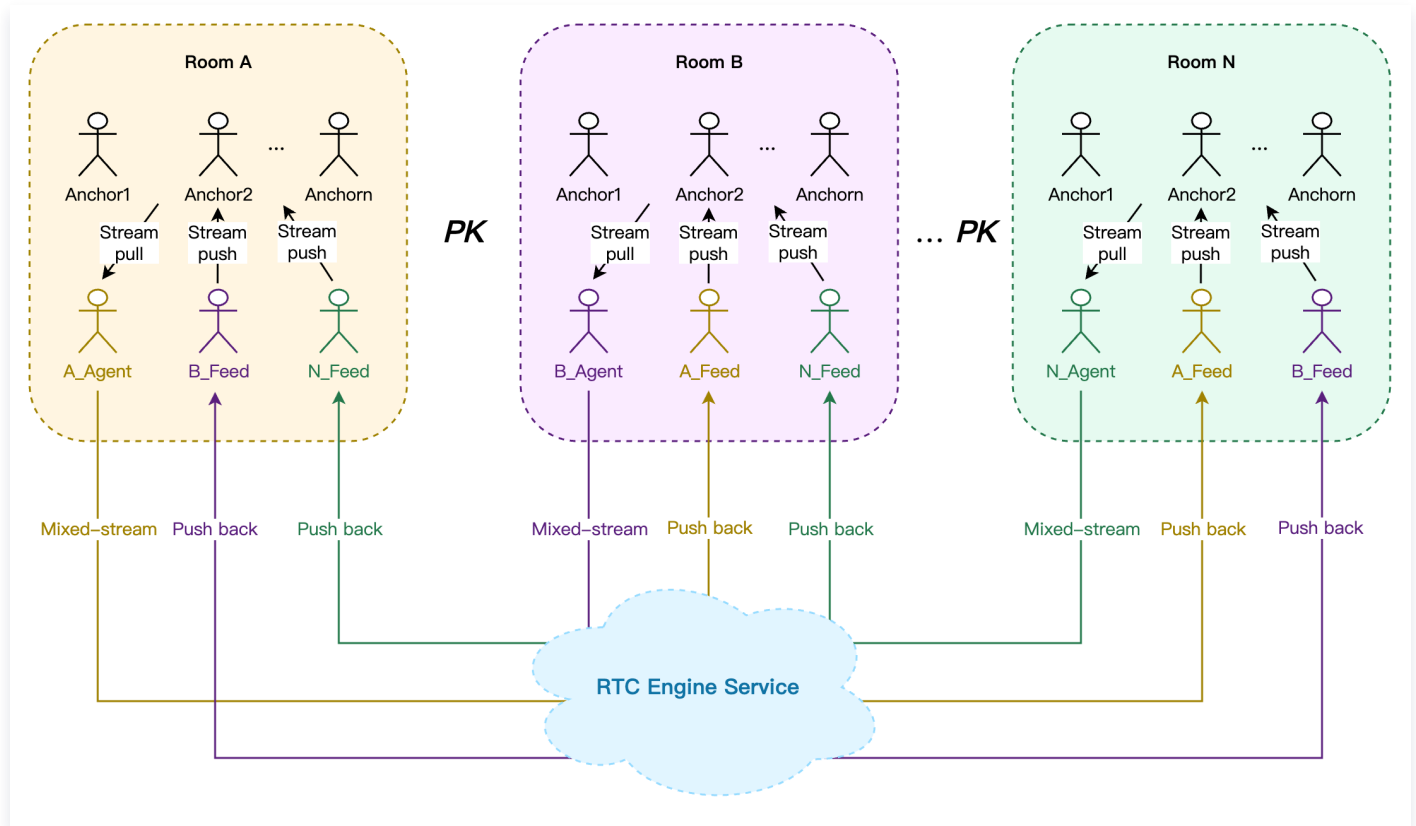 Room A
Room B
Room N
...
...
...
Anchor1
Anchor2
Anchorn
Anchor1
Anchor2
Anchorn
Anchor1
Anchor2
Anchorn
Stream
pull
Stream
push
Stream
push
PK
Stream
pull
Stream
push
Stream
push
... PK
Stream
pull
Stream
push
Stream
push
A_Agent
B_Feed
N_Feed
B_Agent
A_Feed
N_Feed
N_Agent
A_Feed
B_Feed
Mixed-stream
Push back
Push back
Mixed-stream
Push back
Push back
Mixed-stream
Push back
Push back
RTC Engine Service